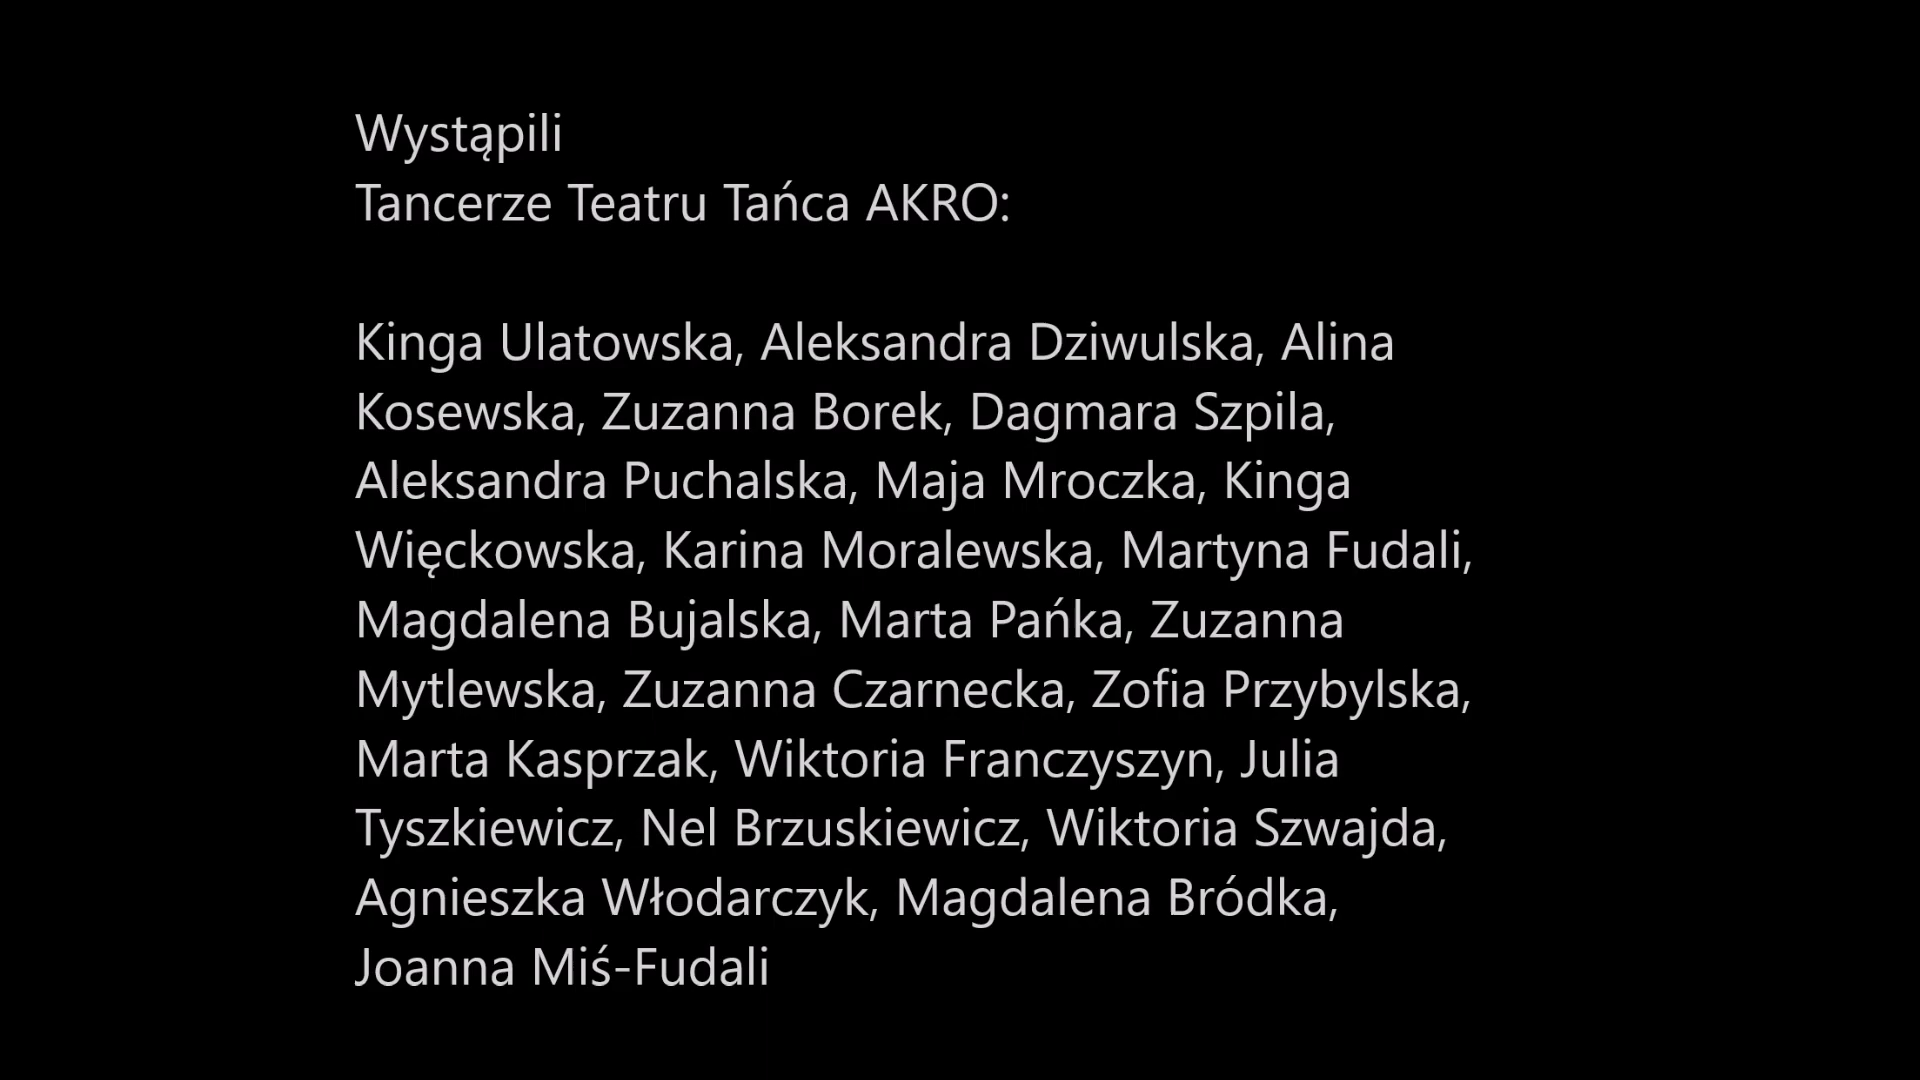 Wystąpili
Tancerze Teatru Tańca AKRO:
Kinga Ulatowska, Aleksandra Dziwulska, Alina
Kosewska, Zuzanna Borek, Dagmara Szpila,
Aleksandra Puchalska, Maja Mroczka, Kinga
Więckowska, Karina Moralewska, Martyna Fudali,
Magdalena Bujalska, Marta Pańka, Zuzanna
Mytlewska, Zuzanna Czarnecka, Zofia Przybylska,
Marta Kasprzak, Wiktoria Franczyszyn, Julia
Tyszkiewicz, Nel Brzuskiewicz, Wiktoria Szwajda,
Agnieszka Włodarczyk, Magdalena Bródka,
Joanna Miś-Fudali